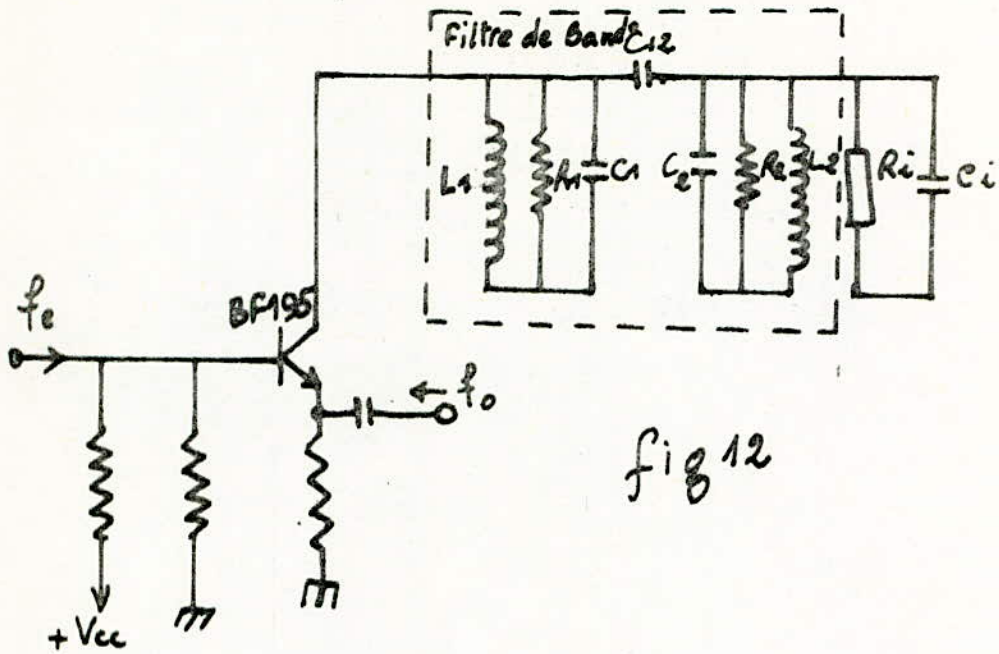 Filtre de Bande
C12
L1
R1
C1
C2
R2
L2
Ri
Ci
fe
BF195
fo
+ Vcc
fig 12